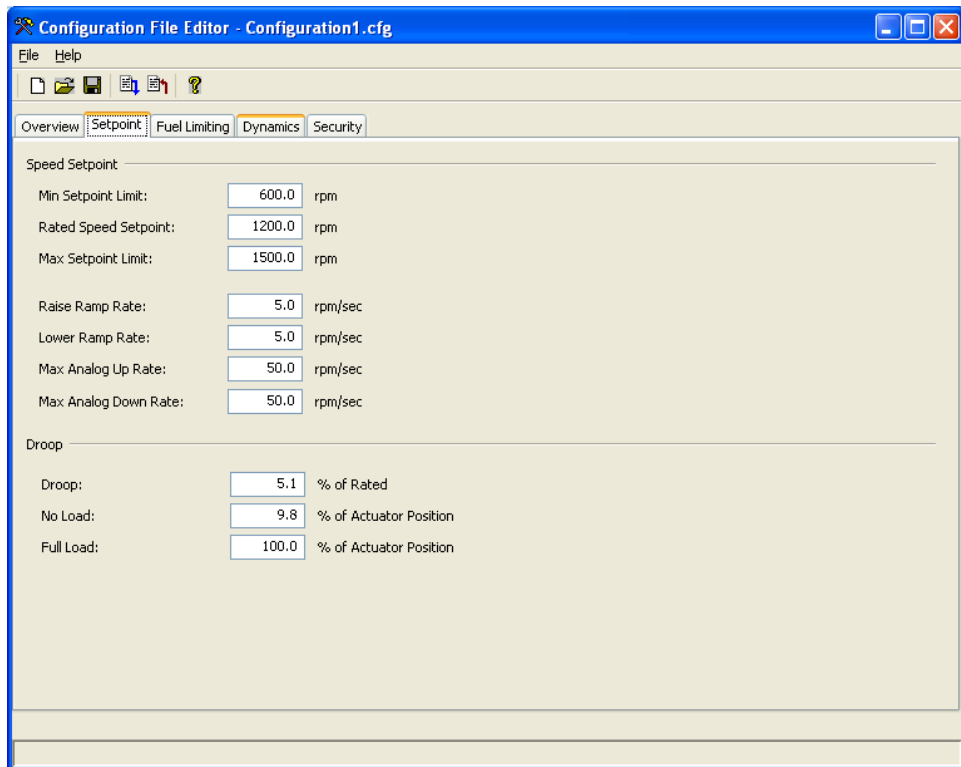 Configuration File Editor - Configuration1.cfg
File Help
Overview Setpoint Fuel Limiting Dynamics Security
Speed Setpoint
Min Setpoint Limit: 600.0 rpm
Rated Speed Setpoint: 1200.0 rpm
Max Setpoint Limit: 1500.0 rpm
Raise Ramp Rate: 5.0 rpm/sec
Lower Ramp Rate: 5.0 rpm/sec
Max Analog Up Rate: 50.0 rpm/sec
Max Analog Down Rate: 50.0 rpm/sec
Droop
Droop: 5.1 % of Rated
No Load: 9.8 % of Actuator Position
Full Load: 100.0 % of Actuator Position